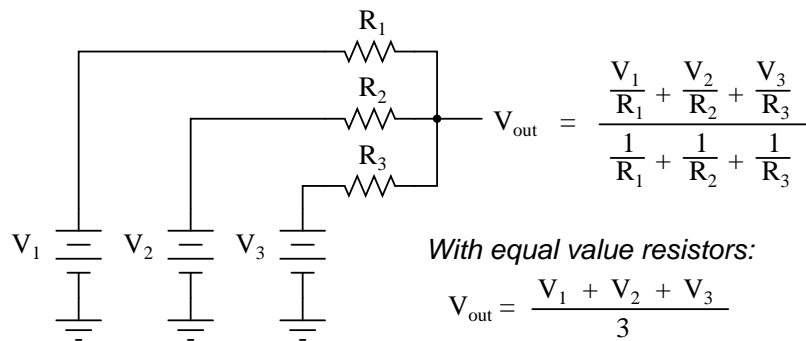 R1
R2
R3
V1
V2
V3
Vout = V1/R1 + V2/R2 + V3/R3
1/R1 + 1/R2 + 1/R3
With equal value resistors:
Vout = V1 + V2 + V3
3